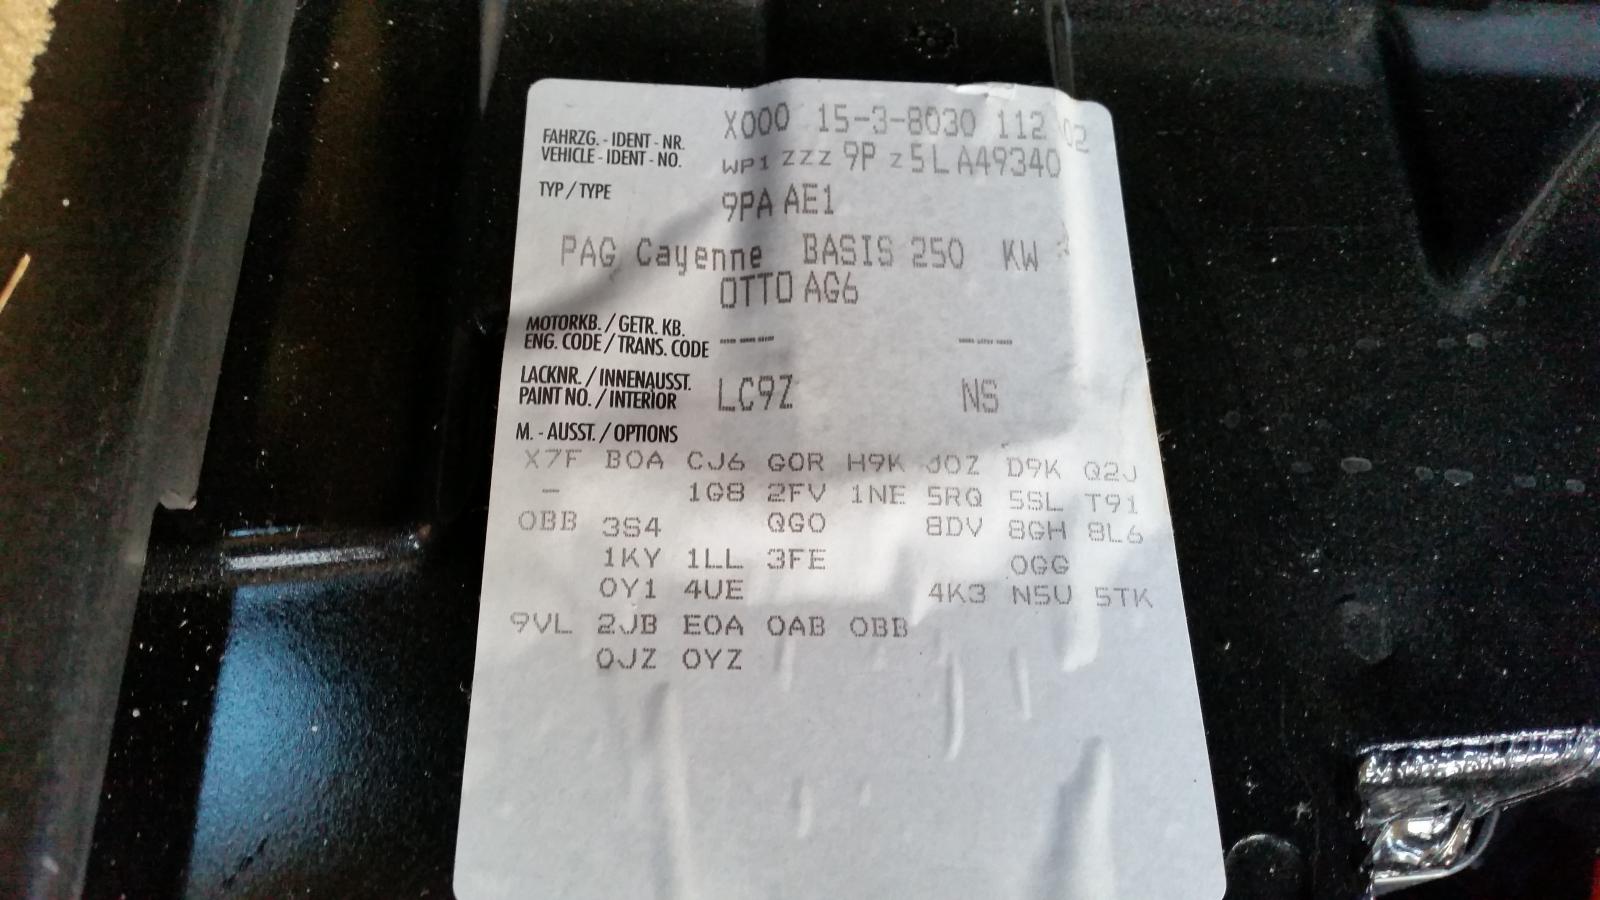 X000 15-3-8030 112 02
FAHRZG. - IDENT - NR.
VEHICLE - IDENT - NO. WP1 ZZZ 9P Z 5 L A49340
TYP / TYPE 9PA AE1
PAG Cayenne BASIS 250 KW
OTTO AG6
MOTORKB. / GETR. KB.
ENG. CODE / TRANS. CODE ---- ----
LACKNR. / INNENAUSST.
PAINT NO. / INTERIOR LC9Z NS
M. - AUSST. / OPTIONS
X7F B0A CJ6 G0R H9K J0Z D9K Q2J
- 1G8 2FV 1NE 5RQ 5SL T91
0BB 3S4 QG0 8DV 8GH 8L6
1KY 1LL 3FE 0GG
0Y1 4UE 4K3 N5U 5TK
9VL 2JB E0A 0AB 0BB
0JZ 0YZ